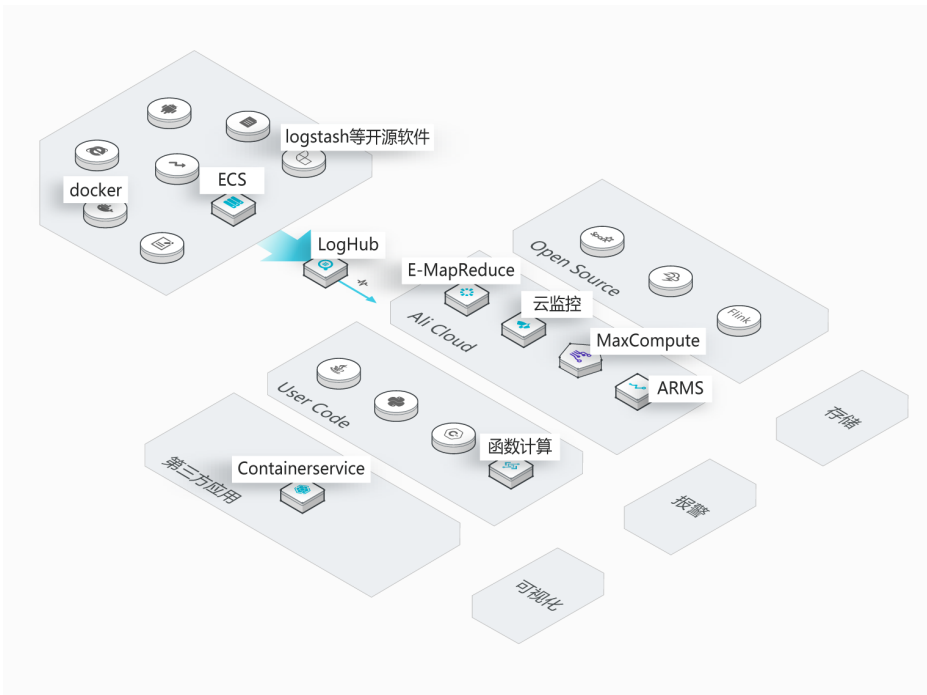 logstash等开源软件
docker
ECS
LogHub
Open Source
Spark
Flink
E-MapReduce
云监控
Ali Cloud
MaxCompute
ARMS
User Code
函数计算
第三方应用
Containerservice
存储
报警
可视化